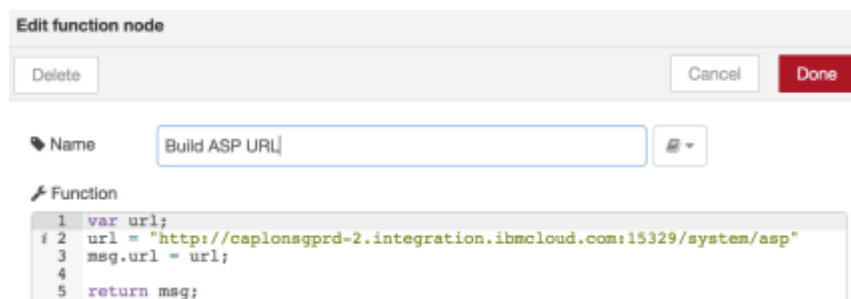 Edit function node
Delete Cancel Done
Name Build ASP URL
Function
1 var url;
i 2 url = "http://caplonsgprd-2.integration.ibmcloud.com:15329/system/asp"
3 msg.url = url;
4
5 return msg;